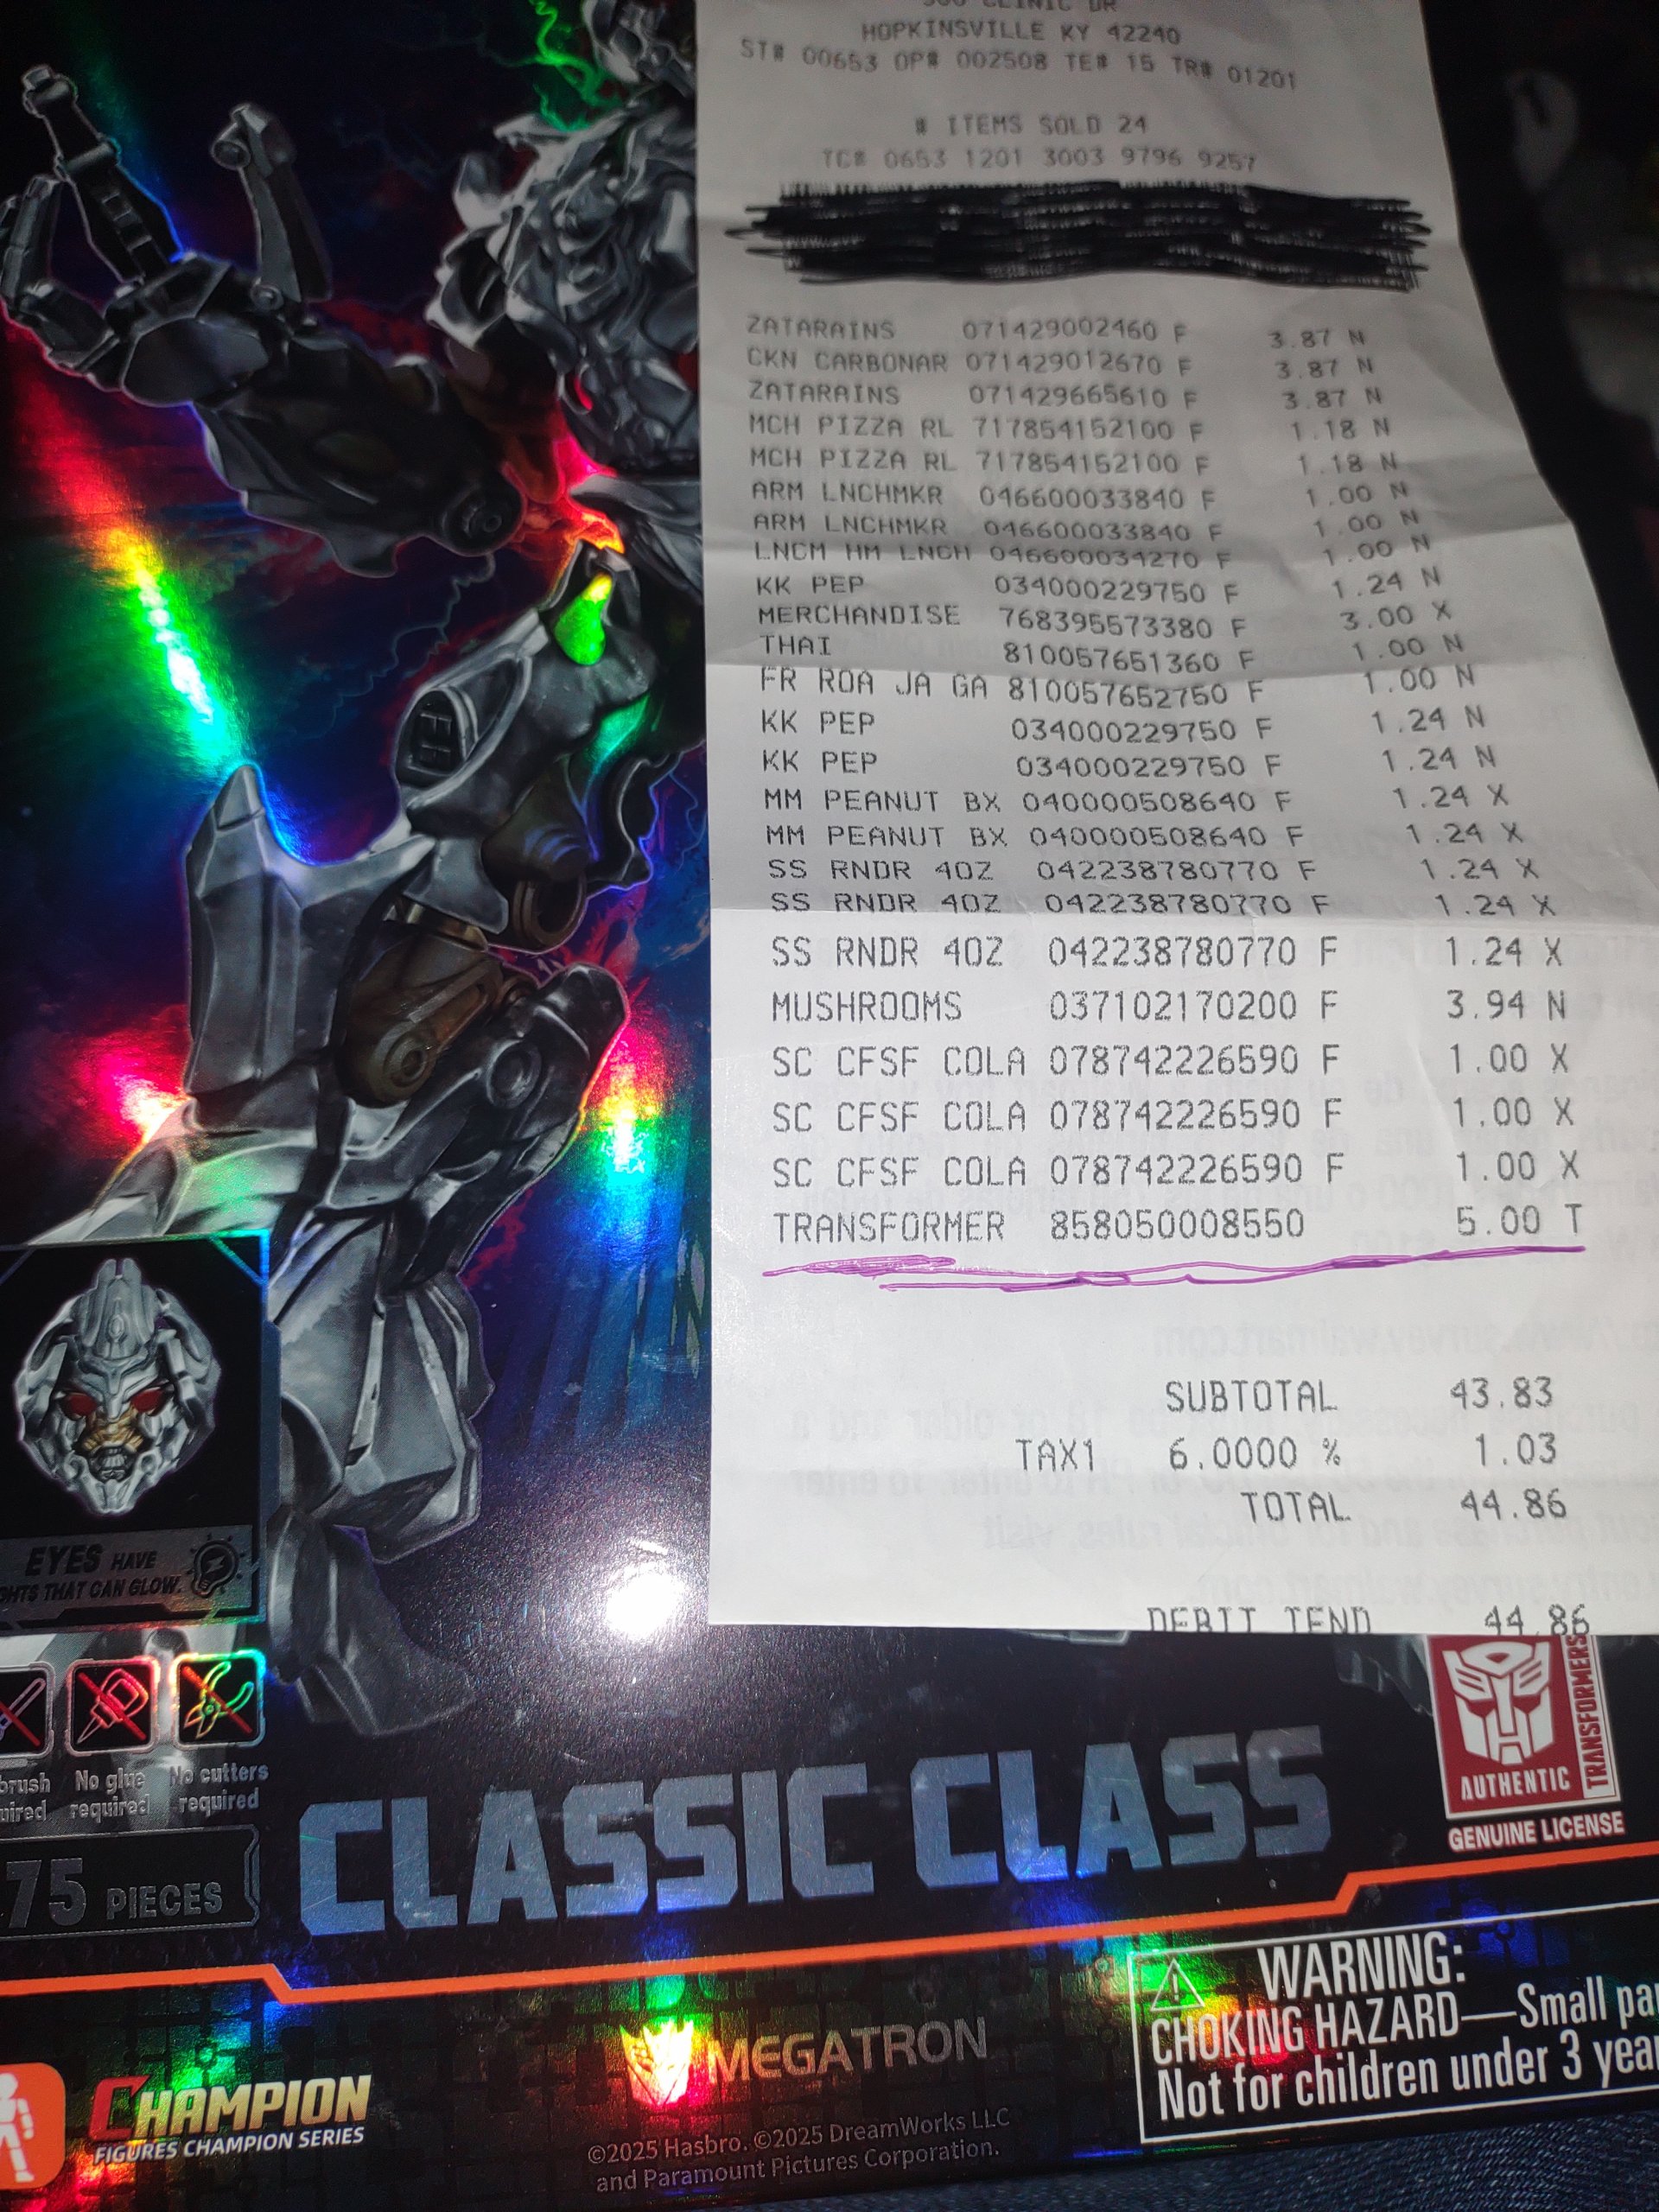 CLINIC DR
HOPKINSVILLE KY 42240
ST# 00653 OP# 002508 TE# 15 TR# 01201
# ITEMS SOLD 24
TC# 0653 1201 3003 9796 9257
ZATARAINS 071429002460 F 3.87 N
CKN CARBONAR 071429012670 F 3.87 N
ZATARAINS 071429665610 F 3.87 N
MCH PIZZA RL 717854152100 F 1.18 N
MCH PIZZA RL 717854152100 F 1.18 N
ARM LNCHMKR 046600033840 F 1.00 N
ARM LNCHMKR 046600033840 F 1.00 N
LNCM HM LNCH 046600034270 F 1.00 N
KK PEP 034000229750 F 1.24 N
MERCHANDISE 768395573380 F 3.00 X
THAI 810057651360 F 1.00 N
FR ROA JA GA 810057652750 F 1.00 N
KK PEP 034000229750 F 1.24 N
KK PEP 034000229750 F 1.24 N
MM PEANUT BX 040000508640 F 1.24 X
MM PEANUT BX 040000508640 F 1.24 X
SS RNDR 4OZ 042238780770 F 1.24 X
SS RNDR 4OZ 042238780770 F 1.24 X
SS RNDR 4OZ 042238780770 F 1.24 X
MUSHROOMS 037102170200 F 3.94 N
SC CFSF COLA 078742226590 F 1.00 X
SC CFSF COLA 078742226590 F 1.00 X
SC CFSF COLA 078742226590 F 1.00 X
TRANSFORMER 858050008550 5.00 T
SUBTOTAL 43.83
TAX1 6.0000 % 1.03
TOTAL 44.86
DEBIT TEND 44.86
EYES HAVE
THAT CAN GLOW.
No glue
required
No cutters
required
75 PIECES
CLASSIC CLASS
AUTHENTIC
TRANSFORMERS
GENUINE LICENSE
WARNING:
CHOKING HAZARD—Small
Not for children under 3
MEGATRON
CHAMPION
FIGURES CHAMPION SERIES
©2025 Hasbro. ©2025 DreamWorks LLC
and Paramount Pictures Corporation.